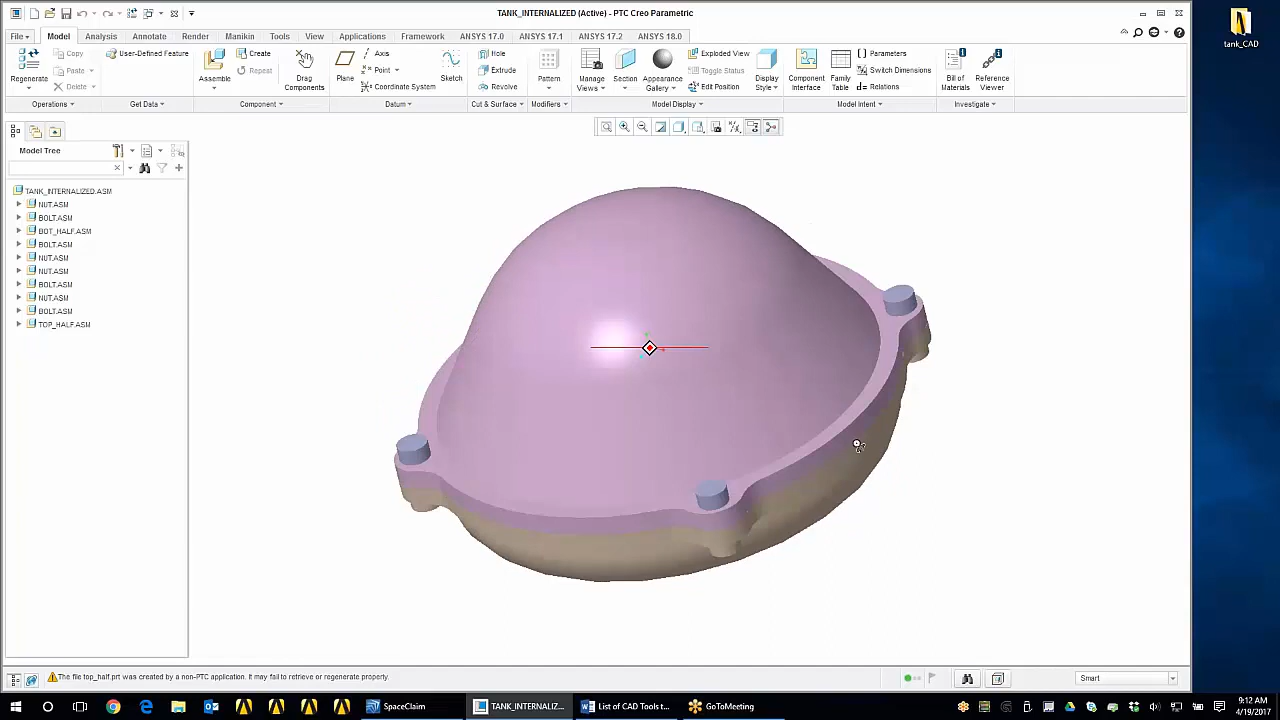 TANK_INTERNALIZED (Active) - PTC Creo Parametric
tank_CAD
File Model Analysis Annotate Render Manikin Tools View Applications Framework ANSYS 17.0 ANSYS 17.1 ANSYS 17.2 ANSYS 18.0
Regenerate
Copy
Paste
Delete
User-Defined Feature
Assemble
Create
Repeat
Drag
Components
Plane
Axis
Point
Coordinate System
Sketch
Hole
Extrude
Revolve
Pattern
Manage
Views
Section
Appearance
Gallery
Exploded View
Toggle Status
Edit Position
Display
Style
Component
Interface
Family
Table
Parameters
Switch Dimensions
Relations
d=
Bill of
Materials
Reference
Viewer
Operations Get Data Component Datum Cut & Surface Modifiers Model Display Model Intent Investigate
Model Tree
TANK_INTERNALIZED.ASM
NUT.ASM
BOLT.ASM
BOT_HALF.ASM
BOLT.ASM
NUT.ASM
NUT.ASM
BOLT.ASM
NUT.ASM
BOLT.ASM
TOP_HALF.ASM
The file top_half.prt was created by a non-PTC application. It may fail to retrieve or regenerate properly.
Smart
SpaceClaim
TANK_INTERNALIZ...
List of CAD Tools t...
GoToMeeting
9:12 AM
4/19/2017